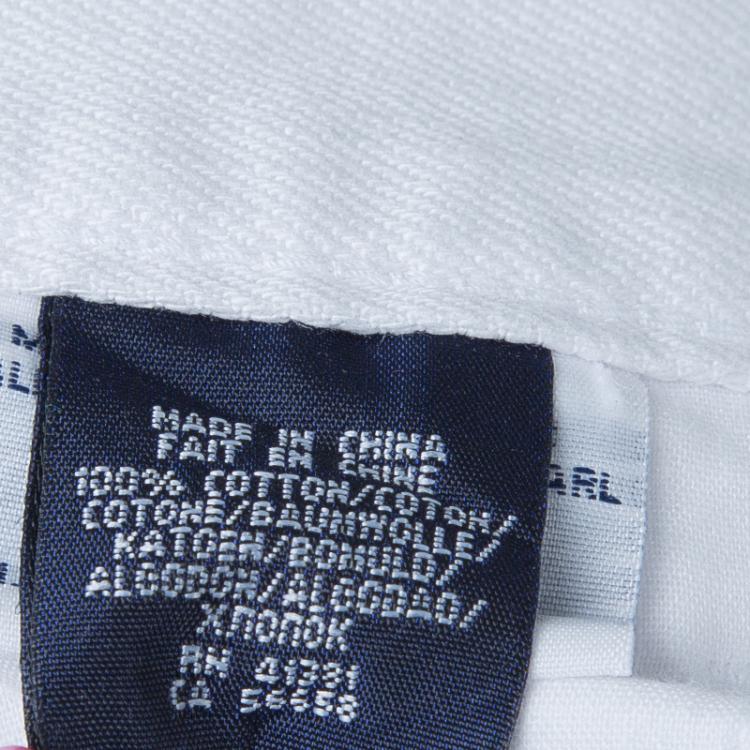 MADE IN CHINA
FAIT EN CHINE
100% COTTON/COTON/
COTONE/BAUMWOLLE/
KATOEN/BOMULD/
ALGODON/ALGODAO/
ХЛОПОК
RN 41731
CA 56658